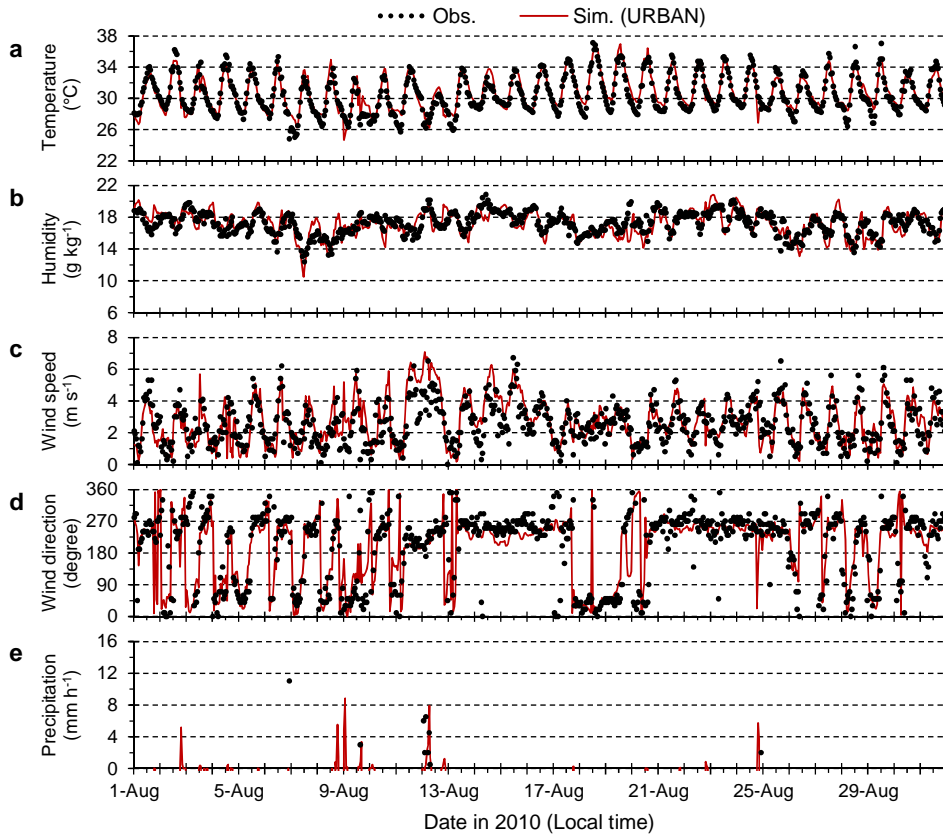 Obs. Sim. (URBAN)
a
Temperature
(°C)
38
34
30
26
22
b
Humidity
(g kg⁻¹)
22
18
14
10
6
c
Wind speed
(m s⁻¹)
8
6
4
2
0
d
Wind direction
(degree)
360
270
180
90
0
e
Precipitation
(mm h⁻¹)
16
12
8
4
0
1-Aug 5-Aug 9-Aug 13-Aug 17-Aug 21-Aug 25-Aug 29-Aug
Date in 2010 (Local time)